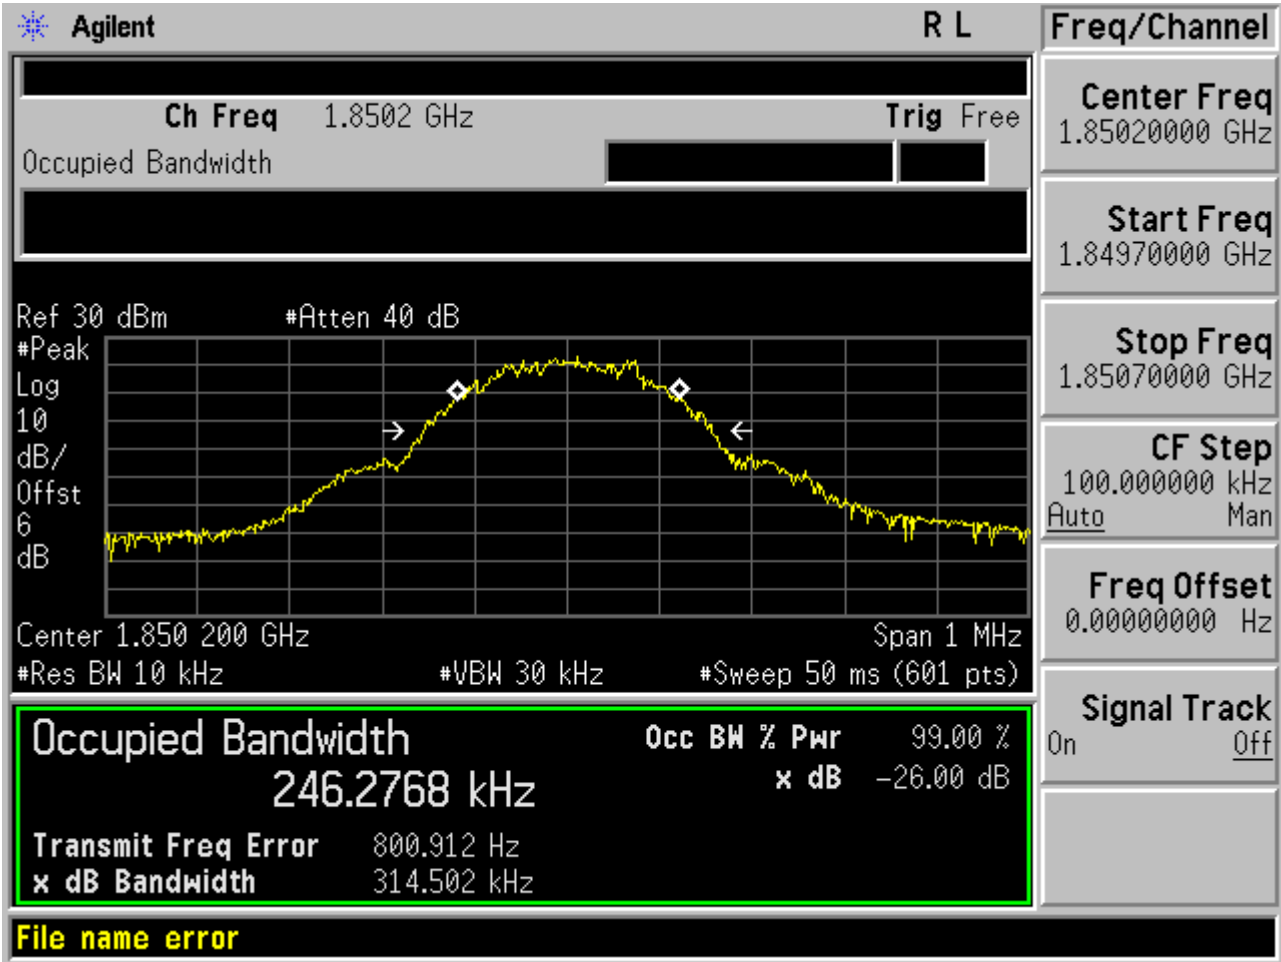 Agilent R L Freq/Channel
Ch Freq 1.8502 GHz Trig Free
Occupied Bandwidth
Center Freq
1.85020000 GHz
Start Freq
1.84970000 GHz
Stop Freq
1.85070000 GHz
CF Step
100.000000 kHz
Auto Man
Freq Offset
0.00000000 Hz
Signal Track
On Off
Ref 30 dBm #Atten 40 dB
#Peak
Log
10
dB/
Offst
6
dB
Center 1.850 200 GHz Span 1 MHz
#Res BW 10 kHz #VBW 30 kHz #Sweep 50 ms (601 pts)
Occupied Bandwidth Occ BW % Pwr 99.00 %
246.2768 kHz x dB -26.00 dB
Transmit Freq Error 800.912 Hz
x dB Bandwidth 314.502 kHz
File name error